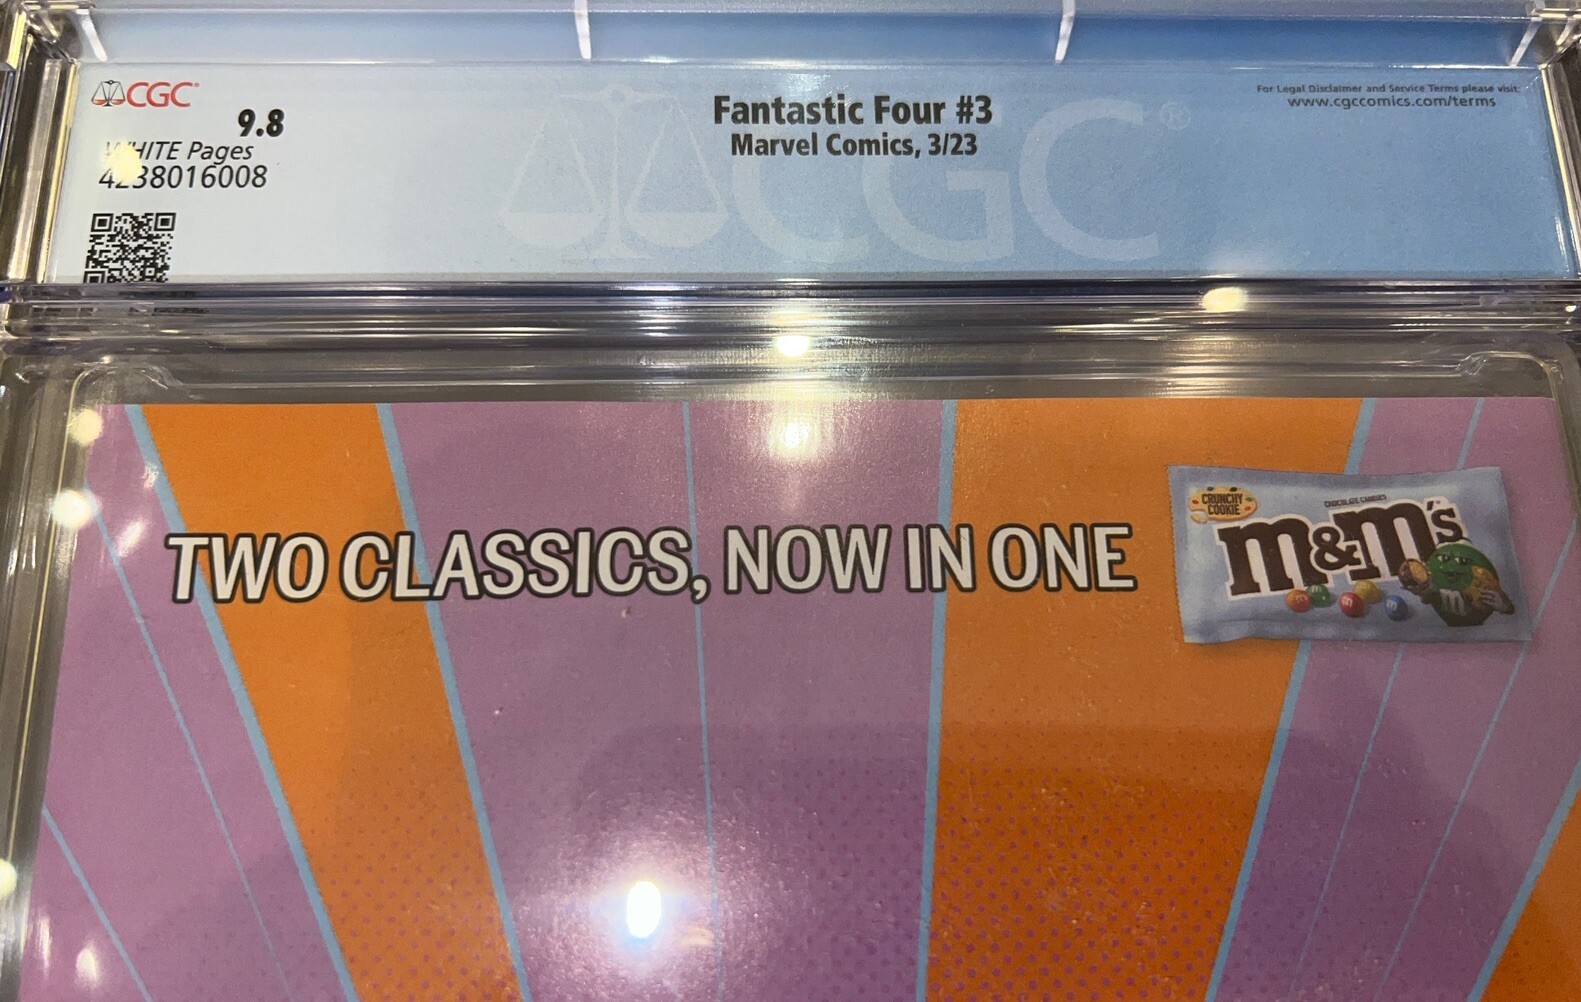 CGC
9.8
WHITE Pages
4238016008
Fantastic Four #3
Marvel Comics, 3/23
For Legal Disclaimer and Service Terms please visit:
www.cgccomics.com/terms
CGC®
TWO CLASSICS, NOW IN ONE
CRUNCHY
COOKIE
CHOCOLATE CANDIES
m&m's